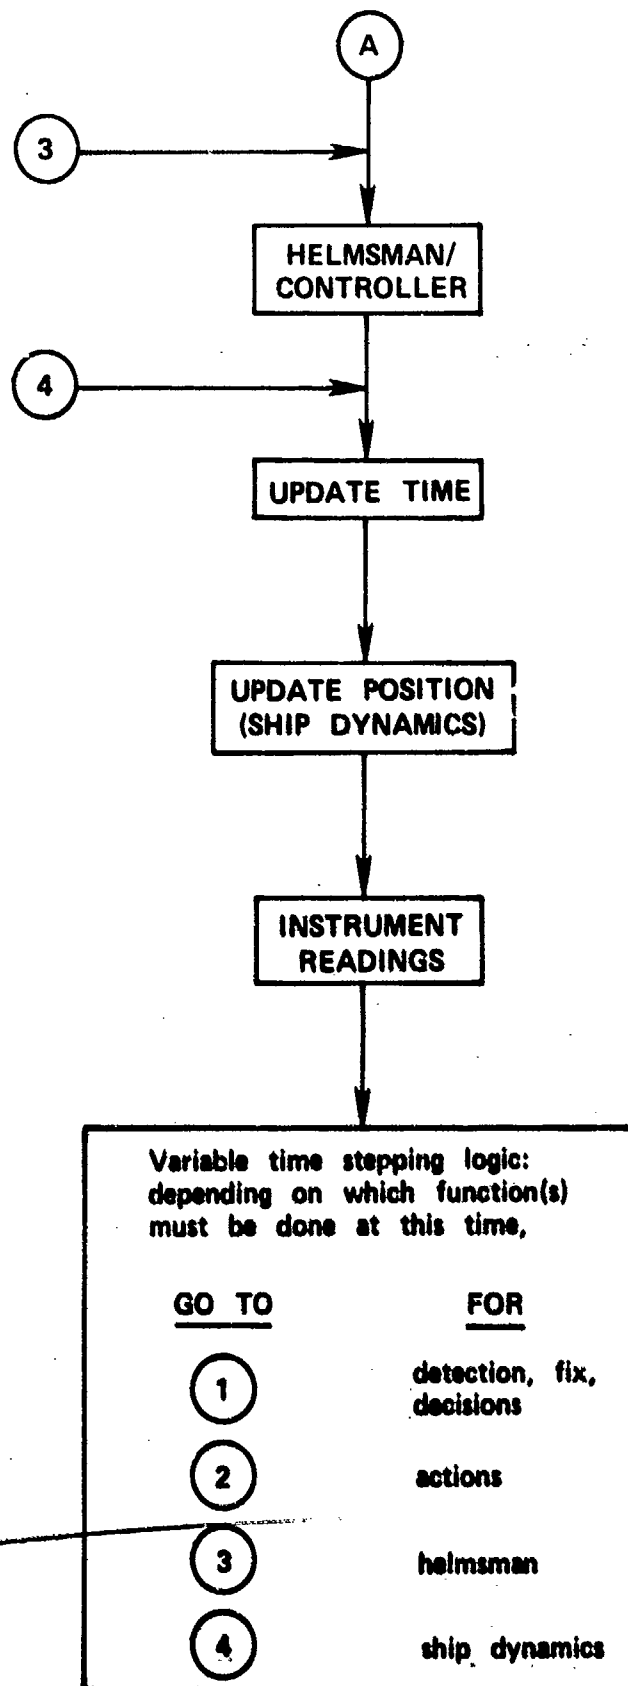 A
3
HELMSMAN/
CONTROLLER
4
UPDATE TIME
UPDATE POSITION
(SHIP DYNAMICS)
INSTRUMENT
READINGS
Variable time stepping logic:
depending on which function(s)
must be done at this time,
GO TO FOR
1 detection, fix,
decisions
2 actions
3 helmsman
4 ship dynamics